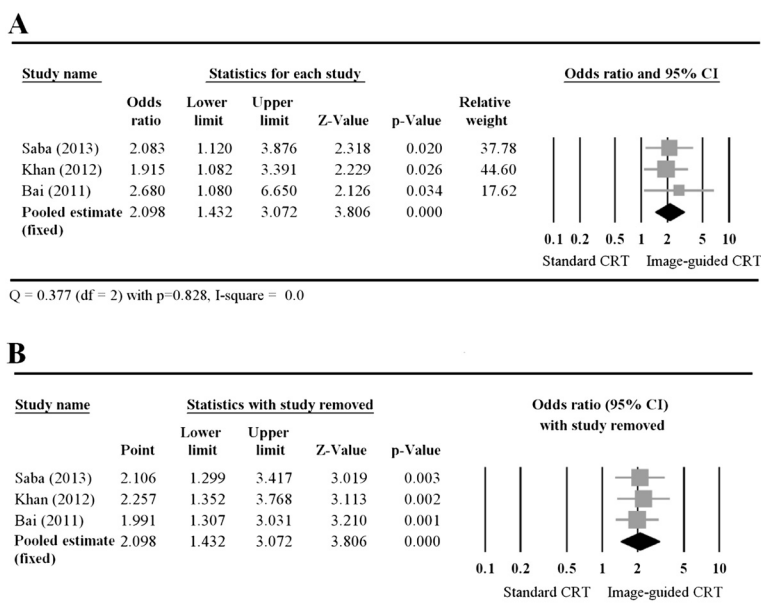 A
Study name Statistics for each study Odds ratio and 95% CI
Odds Lower Upper Relative
ratio limit limit Z-Value p-Value weight
Saba (2013) 2.083 1.120 3.876 2.318 0.020 37.78
Khan (2012) 1.915 1.082 3.391 2.229 0.026 44.60
Bai (2011) 2.680 1.080 6.650 2.126 0.034 17.62
Pooled estimate 2.098 1.432 3.072 3.806 0.000
(fixed)
0.1 0.2 0.5 1 2 5 10
Standard CRT Image-guided CRT
Q = 0.377 (df = 2) with p=0.828, I-square = 0.0
B
Study name Statistics with study removed Odds ratio (95% CI)
with study removed
Lower Upper
Point limit limit Z-Value p-Value
Saba (2013) 2.106 1.299 3.417 3.019 0.003
Khan (2012) 2.257 1.352 3.768 3.113 0.002
Bai (2011) 1.991 1.307 3.031 3.210 0.001
Pooled estimate 2.098 1.432 3.072 3.806 0.000
(fixed)
0.1 0.2 0.5 1 2 5 10
Standard CRT Image-guided CRT